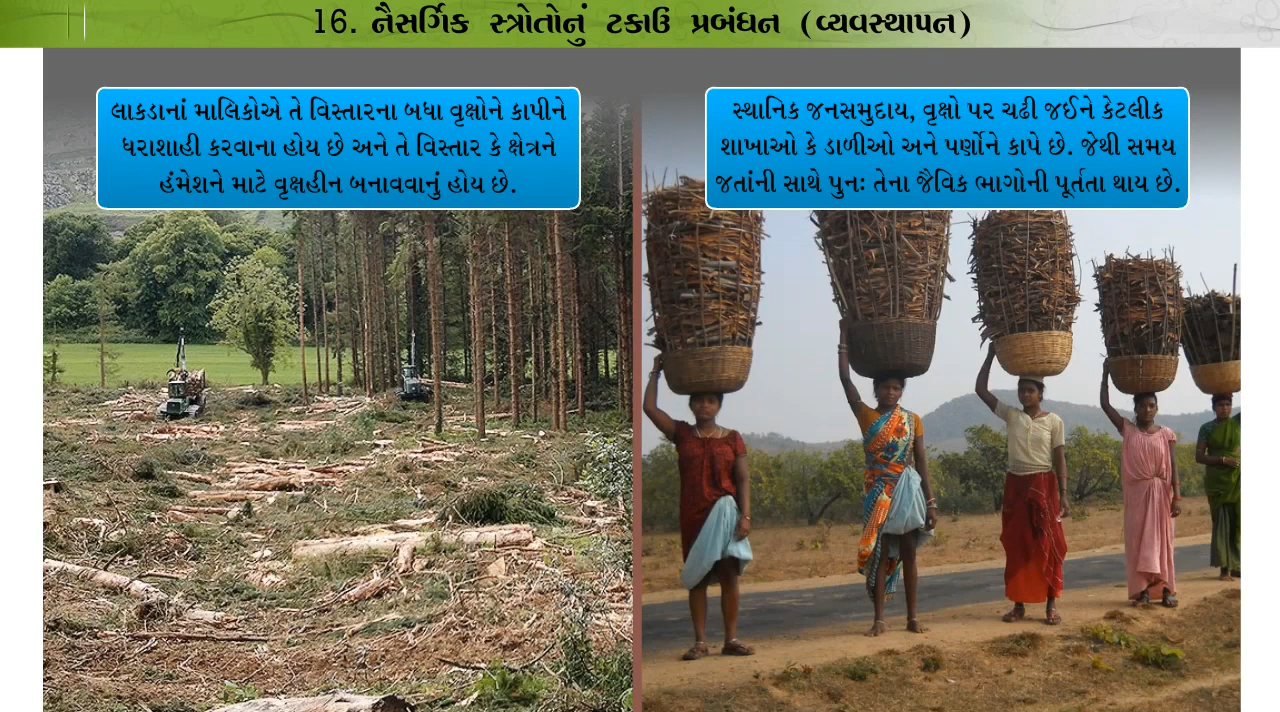 16. નૈસર્ગિક સ્ત્રોતોનું ટકાઉ પ્રબંધન (વ્યવસ્થાપન)
લાકડાનાં માલિકોએ તે વિસ્તારના બધા વૃક્ષોને કાપીને
ધરાશાહી કરવાના હોય છે અને તે વિસ્તાર કે ક્ષેત્રને
હંમેશને માટે વૃક્ષહીન બનાવવાનું હોય છે.
સ્થાનિક જનસમુદાય, વૃક્ષો પર ચઢી જઈને કેટલીક
શાખાઓ કે ડાળીઓ અને પર્ણોને કાપે છે. જેથી સમય
જતાંની સાથે પુનઃ તેના જૈવિક ભાગોની પૂર્તતા થાય છે.